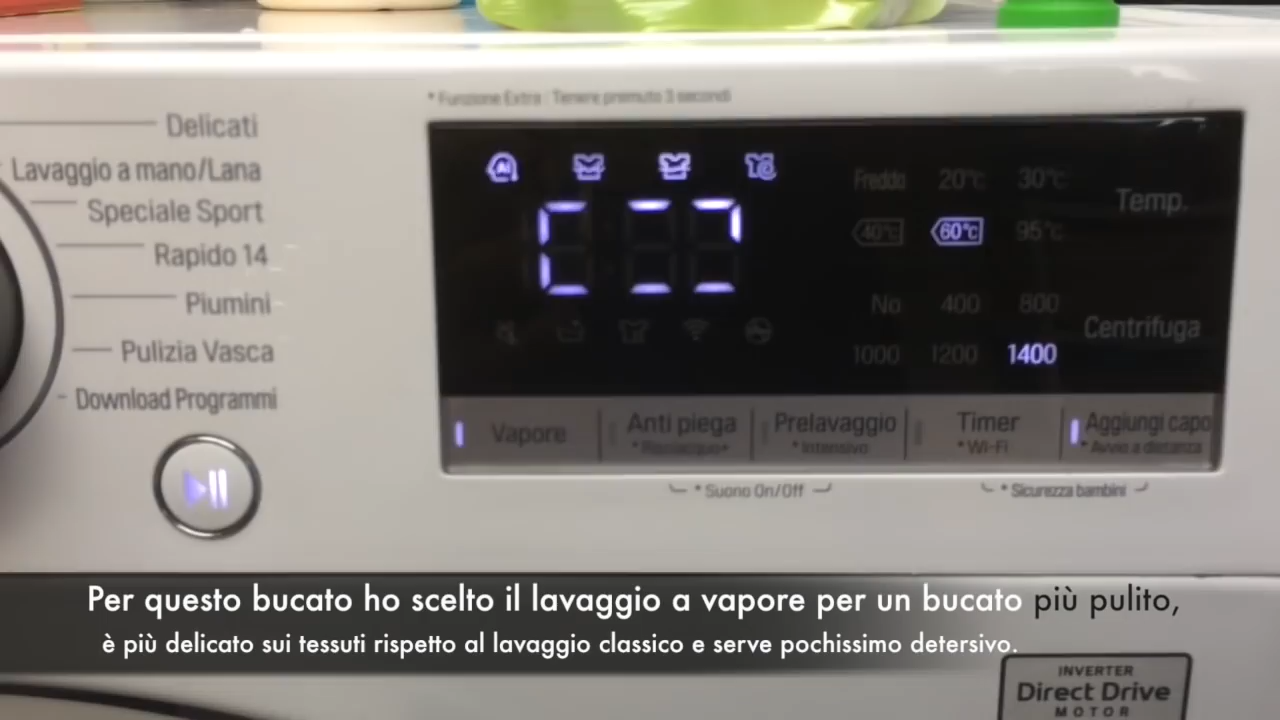 * Funzione Extra : Tenere premuto 3 secondi
Delicati
Lavaggio a mano/Lana
Speciale Sport
Rapido 14
Piumini
Pulizia Vasca
Download Programmi
AI
Freddo 20°C 30°C
40°C 60°C 95°C
Temp.
No 400 800
1000 1200 1400
Centrifuga
Vapore
Anti piega
* Risciacquo+
Prelavaggio
* Intensivo
Timer
* Wi-Fi
Aggiungi capo
* Avvio a distanza
* Suono On/Off
* Sicurezza bambini
Per questo bucato ho scelto il lavaggio a vapore per un bucato più pulito,
è più delicato sui tessuti rispetto al lavaggio classico e serve pochissimo detersivo.
INVERTER
Direct Drive
MOTOR